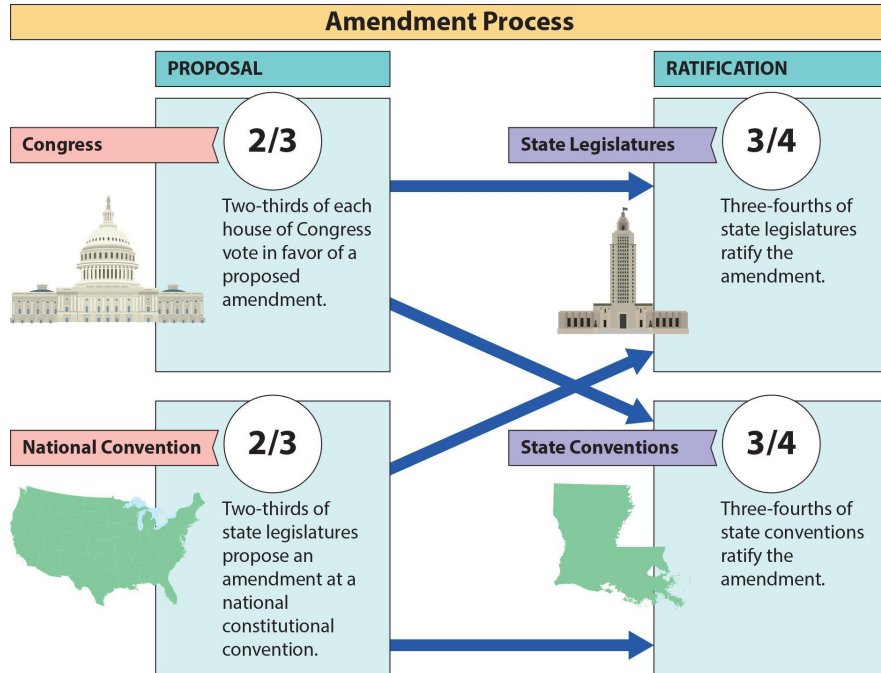 Amendment Process
PROPOSAL
Congress
2/3
Two-thirds of each
house of Congress
vote in favor of a
proposed
amendment.
National Convention
2/3
Two-thirds of
state legislatures
propose an
amendment at a
national
constitutional
convention.
RATIFICATION
State Legislatures
3/4
Three-fourths of
state legislatures
ratify the
amendment.
State Conventions
3/4
Three-fourths of
state conventions
ratify the
amendment.